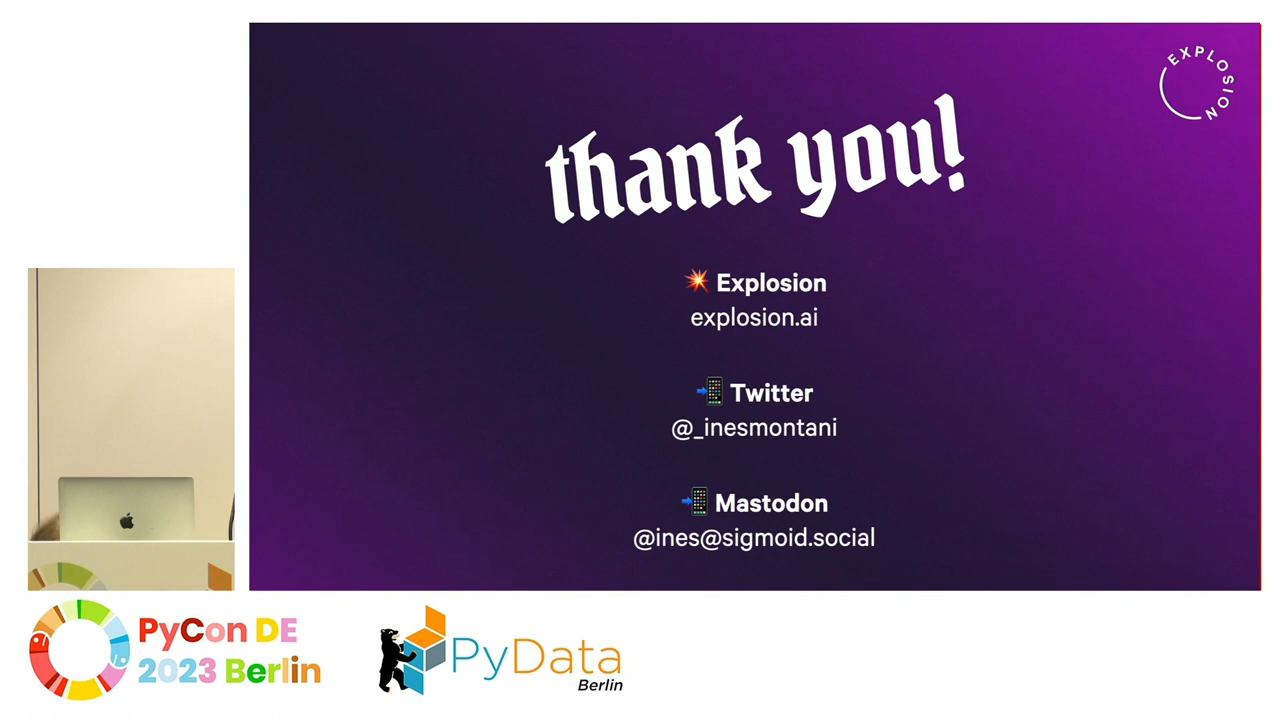 EXPLOSION
thank you!
💥 Explosion
explosion.ai
📲 Twitter
@_inesmontani
📲 Mastodon
@ines@sigmoid.social
PyCon DE
2023 Berlin
PyData
Berlin